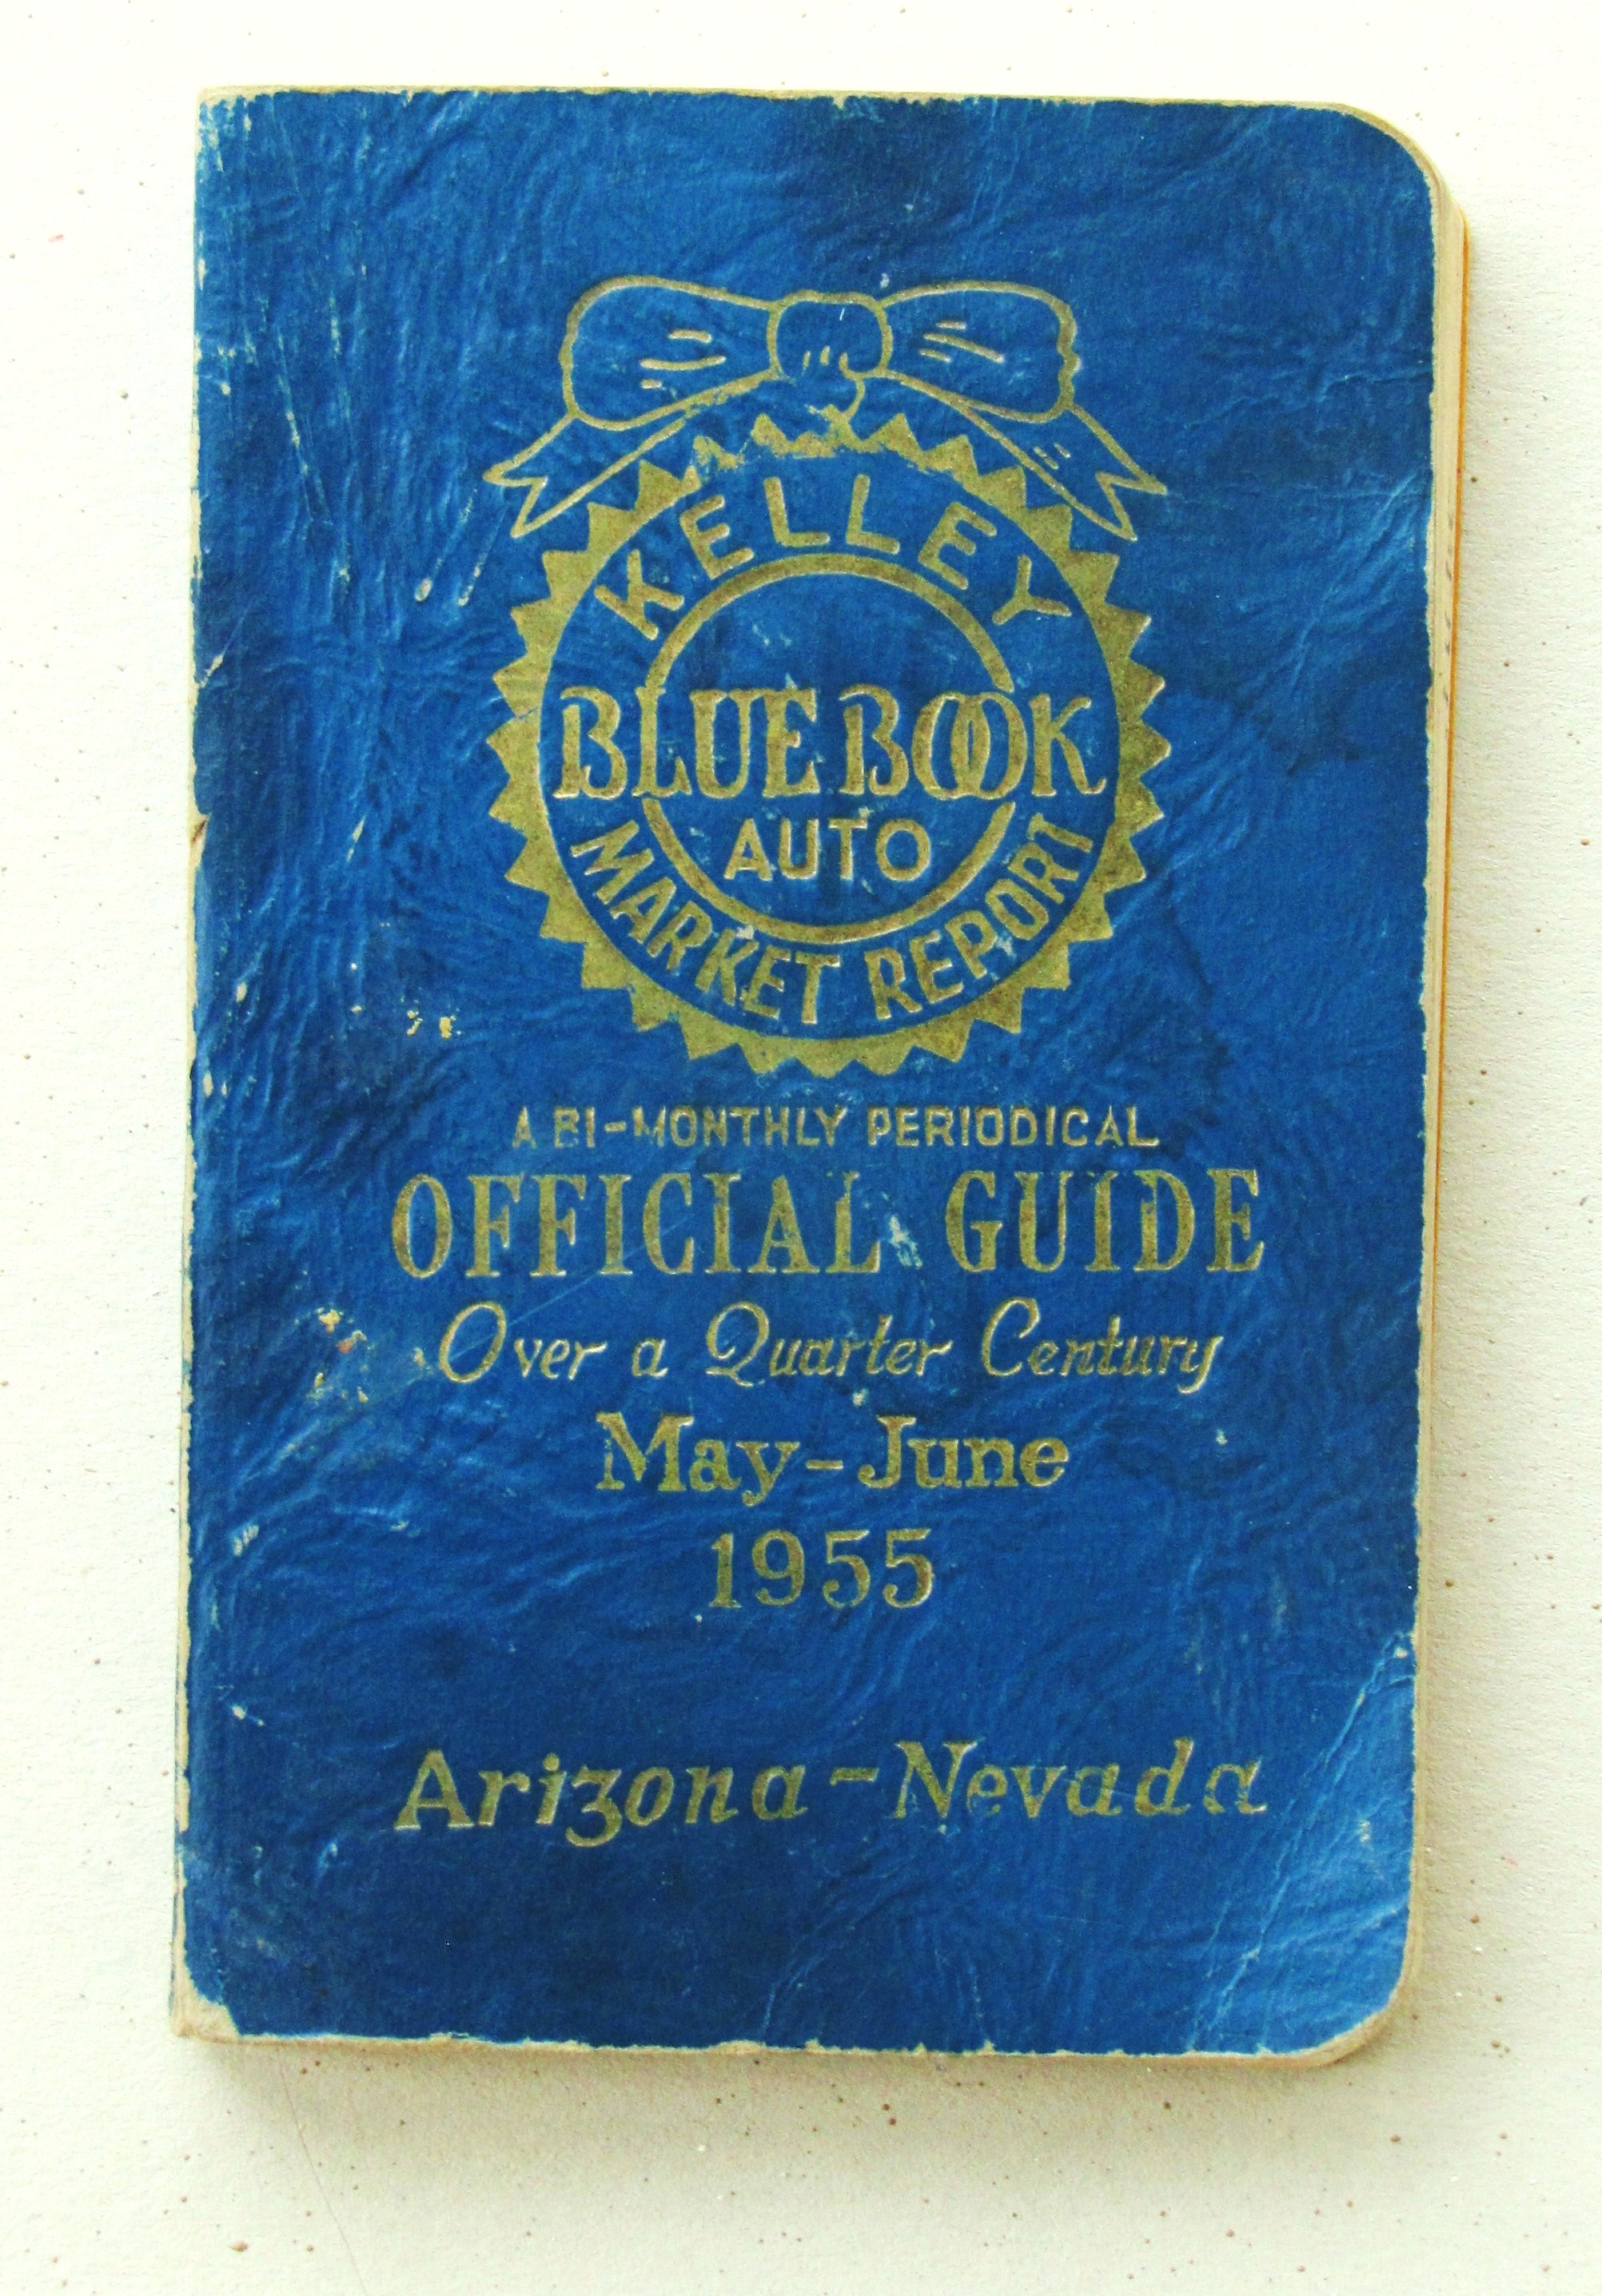 KELLEY
BLUE BOOK
AUTO
MARKET REPORT
A BI-MONTHLY PERIODICAL
OFFICIAL GUIDE
Over a Quarter Century
May-June
1955
Arizona-Nevada